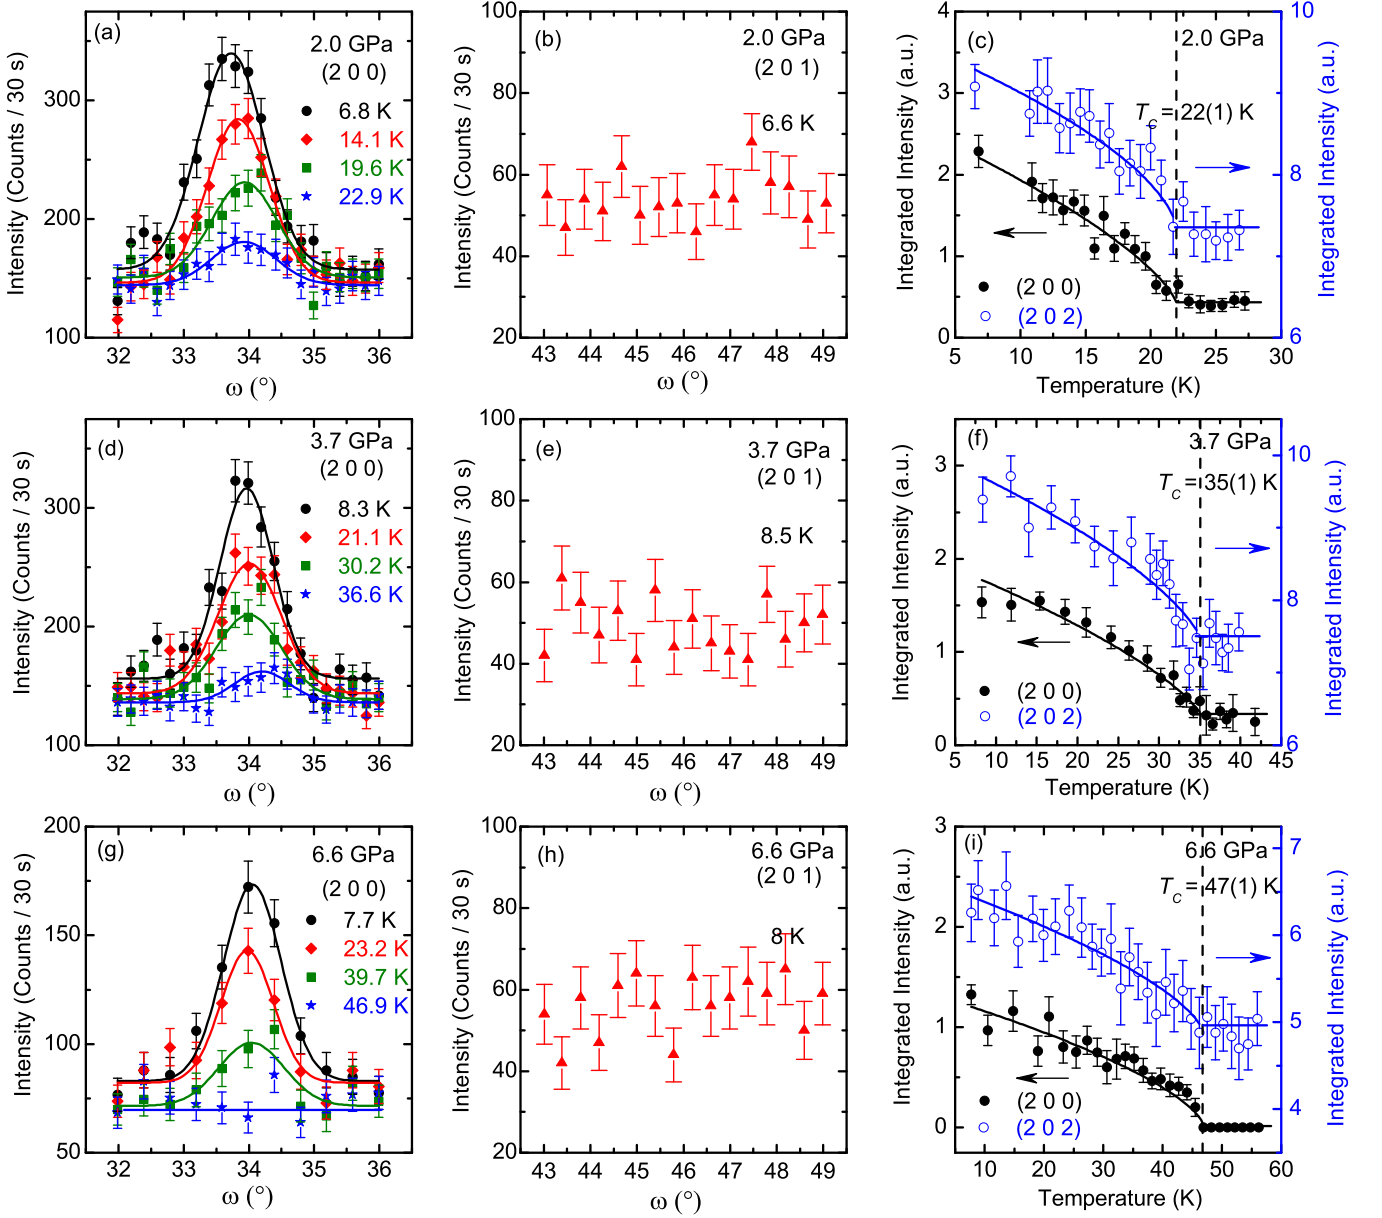 (a)
2.0 GPa
(2 0 0)
6.8 K
14.1 K
19.6 K
22.9 K
300
200
100
32
33
34
35
36
Intensity (Counts / 30 s)
ω (°)
(b)
2.0 GPa
(2 0 1)
6.6 K
100
80
60
40
20
43
44
45
46
47
48
49
Intensity (Counts / 30 s)
ω (°)
(c)
2.0 GPa
T_C = 22(1) K
(2 0 0)
(2 0 2)
4
3
2
1
0
10
8
6
5
10
15
20
25
30
Integrated Intensity (a.u.)
Integrated Intensity (a.u.)
Temperature (K)
(d)
3.7 GPa
(2 0 0)
8.3 K
21.1 K
30.2 K
36.6 K
300
200
100
32
33
34
35
36
Intensity (Counts / 30 s)
ω (°)
(e)
3.7 GPa
(2 0 1)
8.5 K
100
80
60
40
20
43
44
45
46
47
48
49
Intensity (Counts / 30 s)
ω (°)
(f)
3.7 GPa
T_C = 35(1) K
(2 0 0)
(2 0 2)
3
2
1
0
10
8
6
5
10
15
20
25
30
35
40
45
Integrated Intensity (a.u.)
Integrated Intensity (a.u.)
Temperature (K)
(g)
6.6 GPa
(2 0 0)
7.7 K
23.2 K
39.7 K
46.9 K
200
150
100
50
32
33
34
35
36
Intensity (Counts / 30 s)
ω (°)
(h)
6.6 GPa
(2 0 1)
8 K
100
80
60
40
20
43
44
45
46
47
48
49
Intensity (Counts / 30 s)
ω (°)
(i)
6.6 GPa
T_C = 47(1) K
(2 0 0)
(2 0 2)
3
2
1
0
7
6
5
4
10
20
30
40
50
60
Integrated Intensity (a.u.)
Integrated Intensity (a.u.)
Temperature (K)